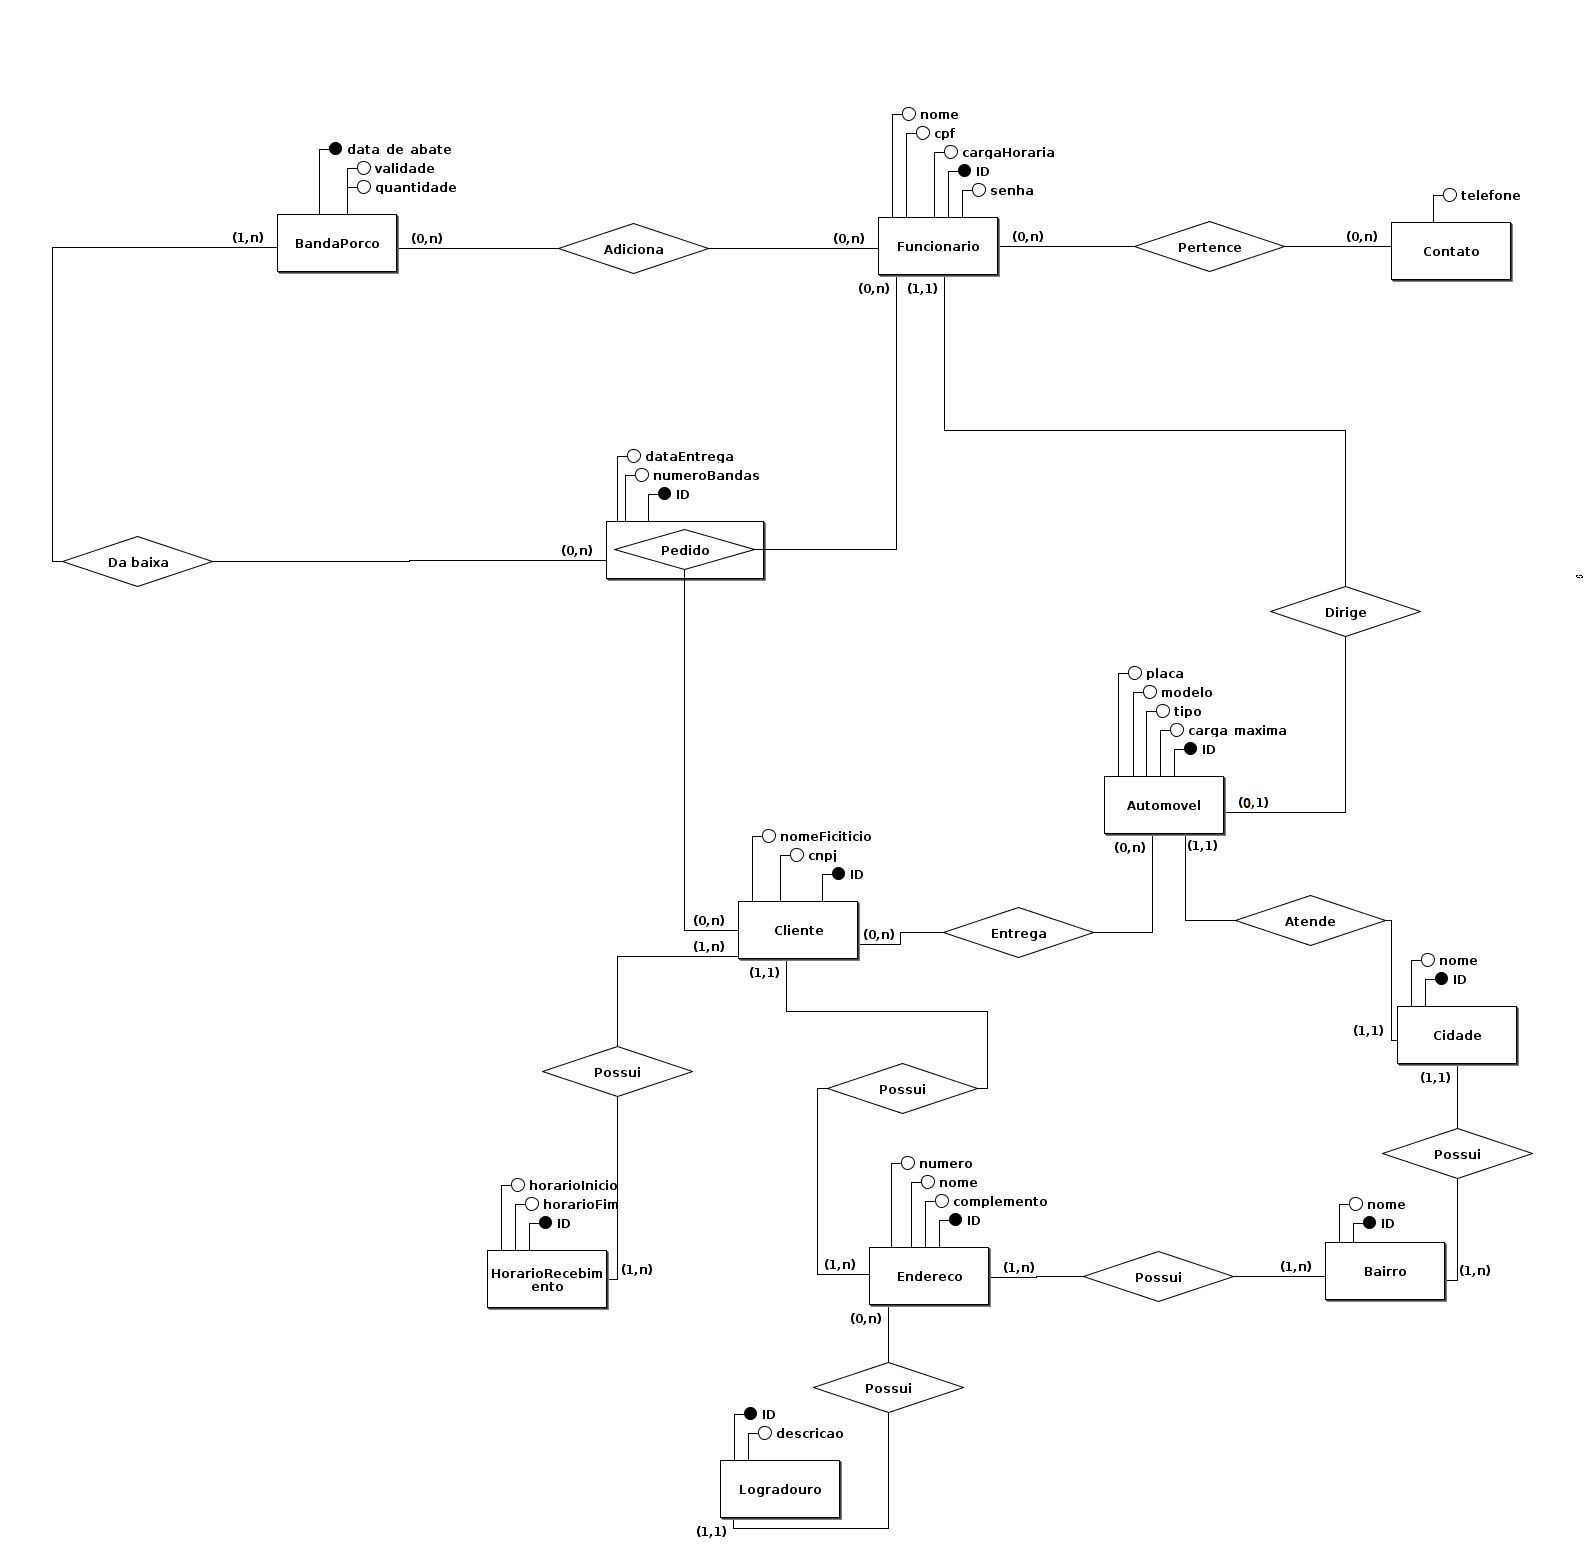 nome
cpf
cargaHoraria
ID
senha
data de abate
validade
quantidade
telefone
(1,n)
BandaPorco
(0,n)
Adiciona
(0,n)
Funcionario
(0,n)
Pertence
(0,n)
Contato
(0,n)
(1,1)
dataEntrega
numeroBandas
ID
Da baixa
(0,n)
Pedido
Dirige
placa
modelo
tipo
carga maxima
ID
Automovel
(0,1)
(0,n)
(1,1)
nomeFiciticio
cnpj
ID
(0,n)
Cliente
(0,n)
Entrega
Atende
(1,n)
(1,1)
nome
ID
(1,1)
Cidade
(1,1)
Possui
Possui
Possui
numero
nome
complemento
ID
horarioInicio
horarioFim
ID
nome
ID
HorarioRecebim
ento
(1,n)
(1,n)
Endereco
(1,n)
Possui
(1,n)
Bairro
(1,n)
(0,n)
Possui
ID
descricao
Logradouro
(1,1)